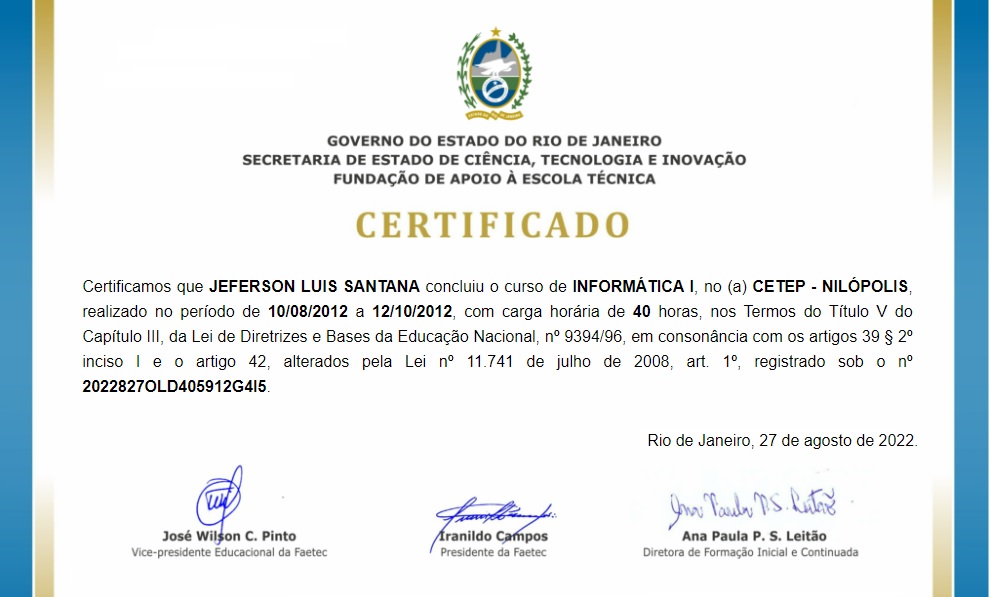 GOVERNO DO ESTADO DO RIO DE JANEIRO
SECRETARIA DE ESTADO DE CIÊNCIA, TECNOLOGIA E INOVAÇÃO
FUNDAÇÃO DE APOIO À ESCOLA TÉCNICA
CERTIFICADO
Certificamos que JEFERSON LUIS SANTANA concluiu o curso de INFORMÁTICA I, no (a) CETEP - NILÓPOLIS,
realizado no período de 10/08/2012 a 12/10/2012, com carga horária de 40 horas, nos Termos do Título V do
Capítulo III, da Lei de Diretrizes e Bases da Educação Nacional, nº 9394/96, em consonância com os artigos 39 § 2º
inciso I e o artigo 42, alterados pela Lei nº 11.741 de julho de 2008, art. 1º, registrado sob o nº
2022827OLD405912G4I5.
Rio de Janeiro, 27 de agosto de 2022.
Ana Paula P. S. Leitão
José Wilson C. Pinto
Vice-presidente Educacional da Faetec
Iranildo Campos
Presidente da Faetec
Ana Paula P. S. Leitão
Diretora de Formação Inicial e Continuada